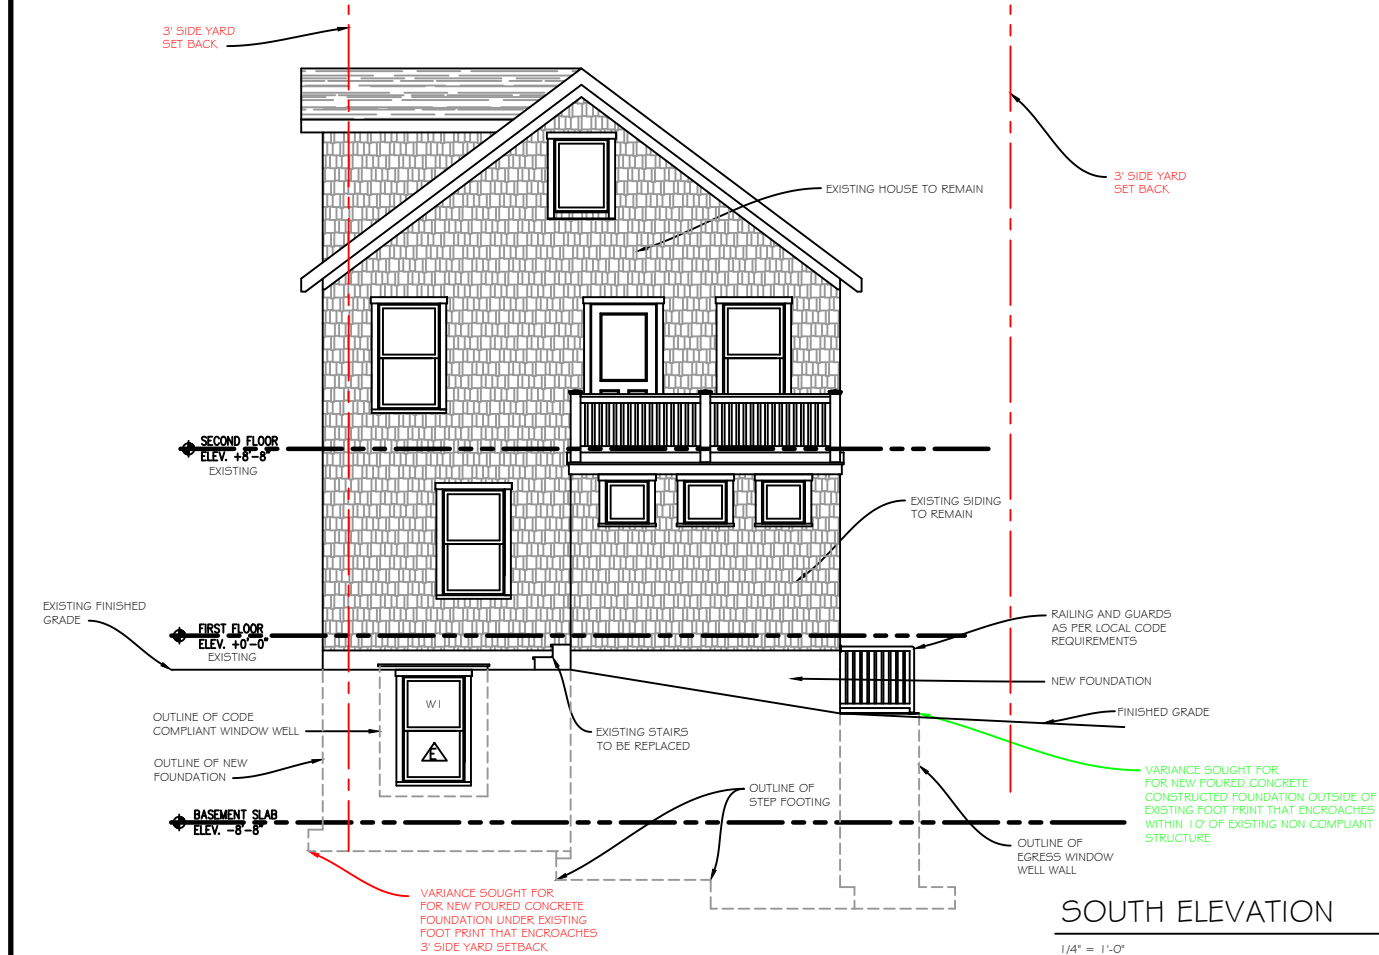 3' SIDE YARD
SET BACK
3' SIDE YARD
SET BACK
EXISTING HOUSE TO REMAIN
SECOND FLOOR
ELEV. +8'-8"
EXISTING
EXISTING SIDING
TO REMAIN
EXISTING FINISHED
GRADE
FIRST FLOOR
ELEV. +0'-0"
EXISTING
RAILING AND GUARDS
AS PER LOCAL CODE
REQUIREMENTS
NEW FOUNDATION
W1
E
OUTLINE OF CODE
COMPLIANT WINDOW WELL
EXISTING STAIRS
TO BE REPLACED
FINISHED GRADE
OUTLINE OF NEW
FOUNDATION
OUTLINE OF
STEP FOOTING
VARIANCE SOUGHT FOR
FOR NEW POURED CONCRETE
CONSTRUCTED FOUNDATION OUTSIDE OF
EXISTING FOOT PRINT THAT ENCROACHES
WITHIN 10' OF EXISTING NON COMPLIANT
STRUCTURE
BASEMENT SLAB
ELEV. -8'-8"
OUTLINE OF
EGRESS WINDOW
WELL WALL
VARIANCE SOUGHT FOR
FOR NEW POURED CONCRETE
FOUNDATION UNDER EXISTING
FOOT PRINT THAT ENCROACHES
3' SIDE YARD SETBACK
SOUTH ELEVATION
1/4" = 1'-0"